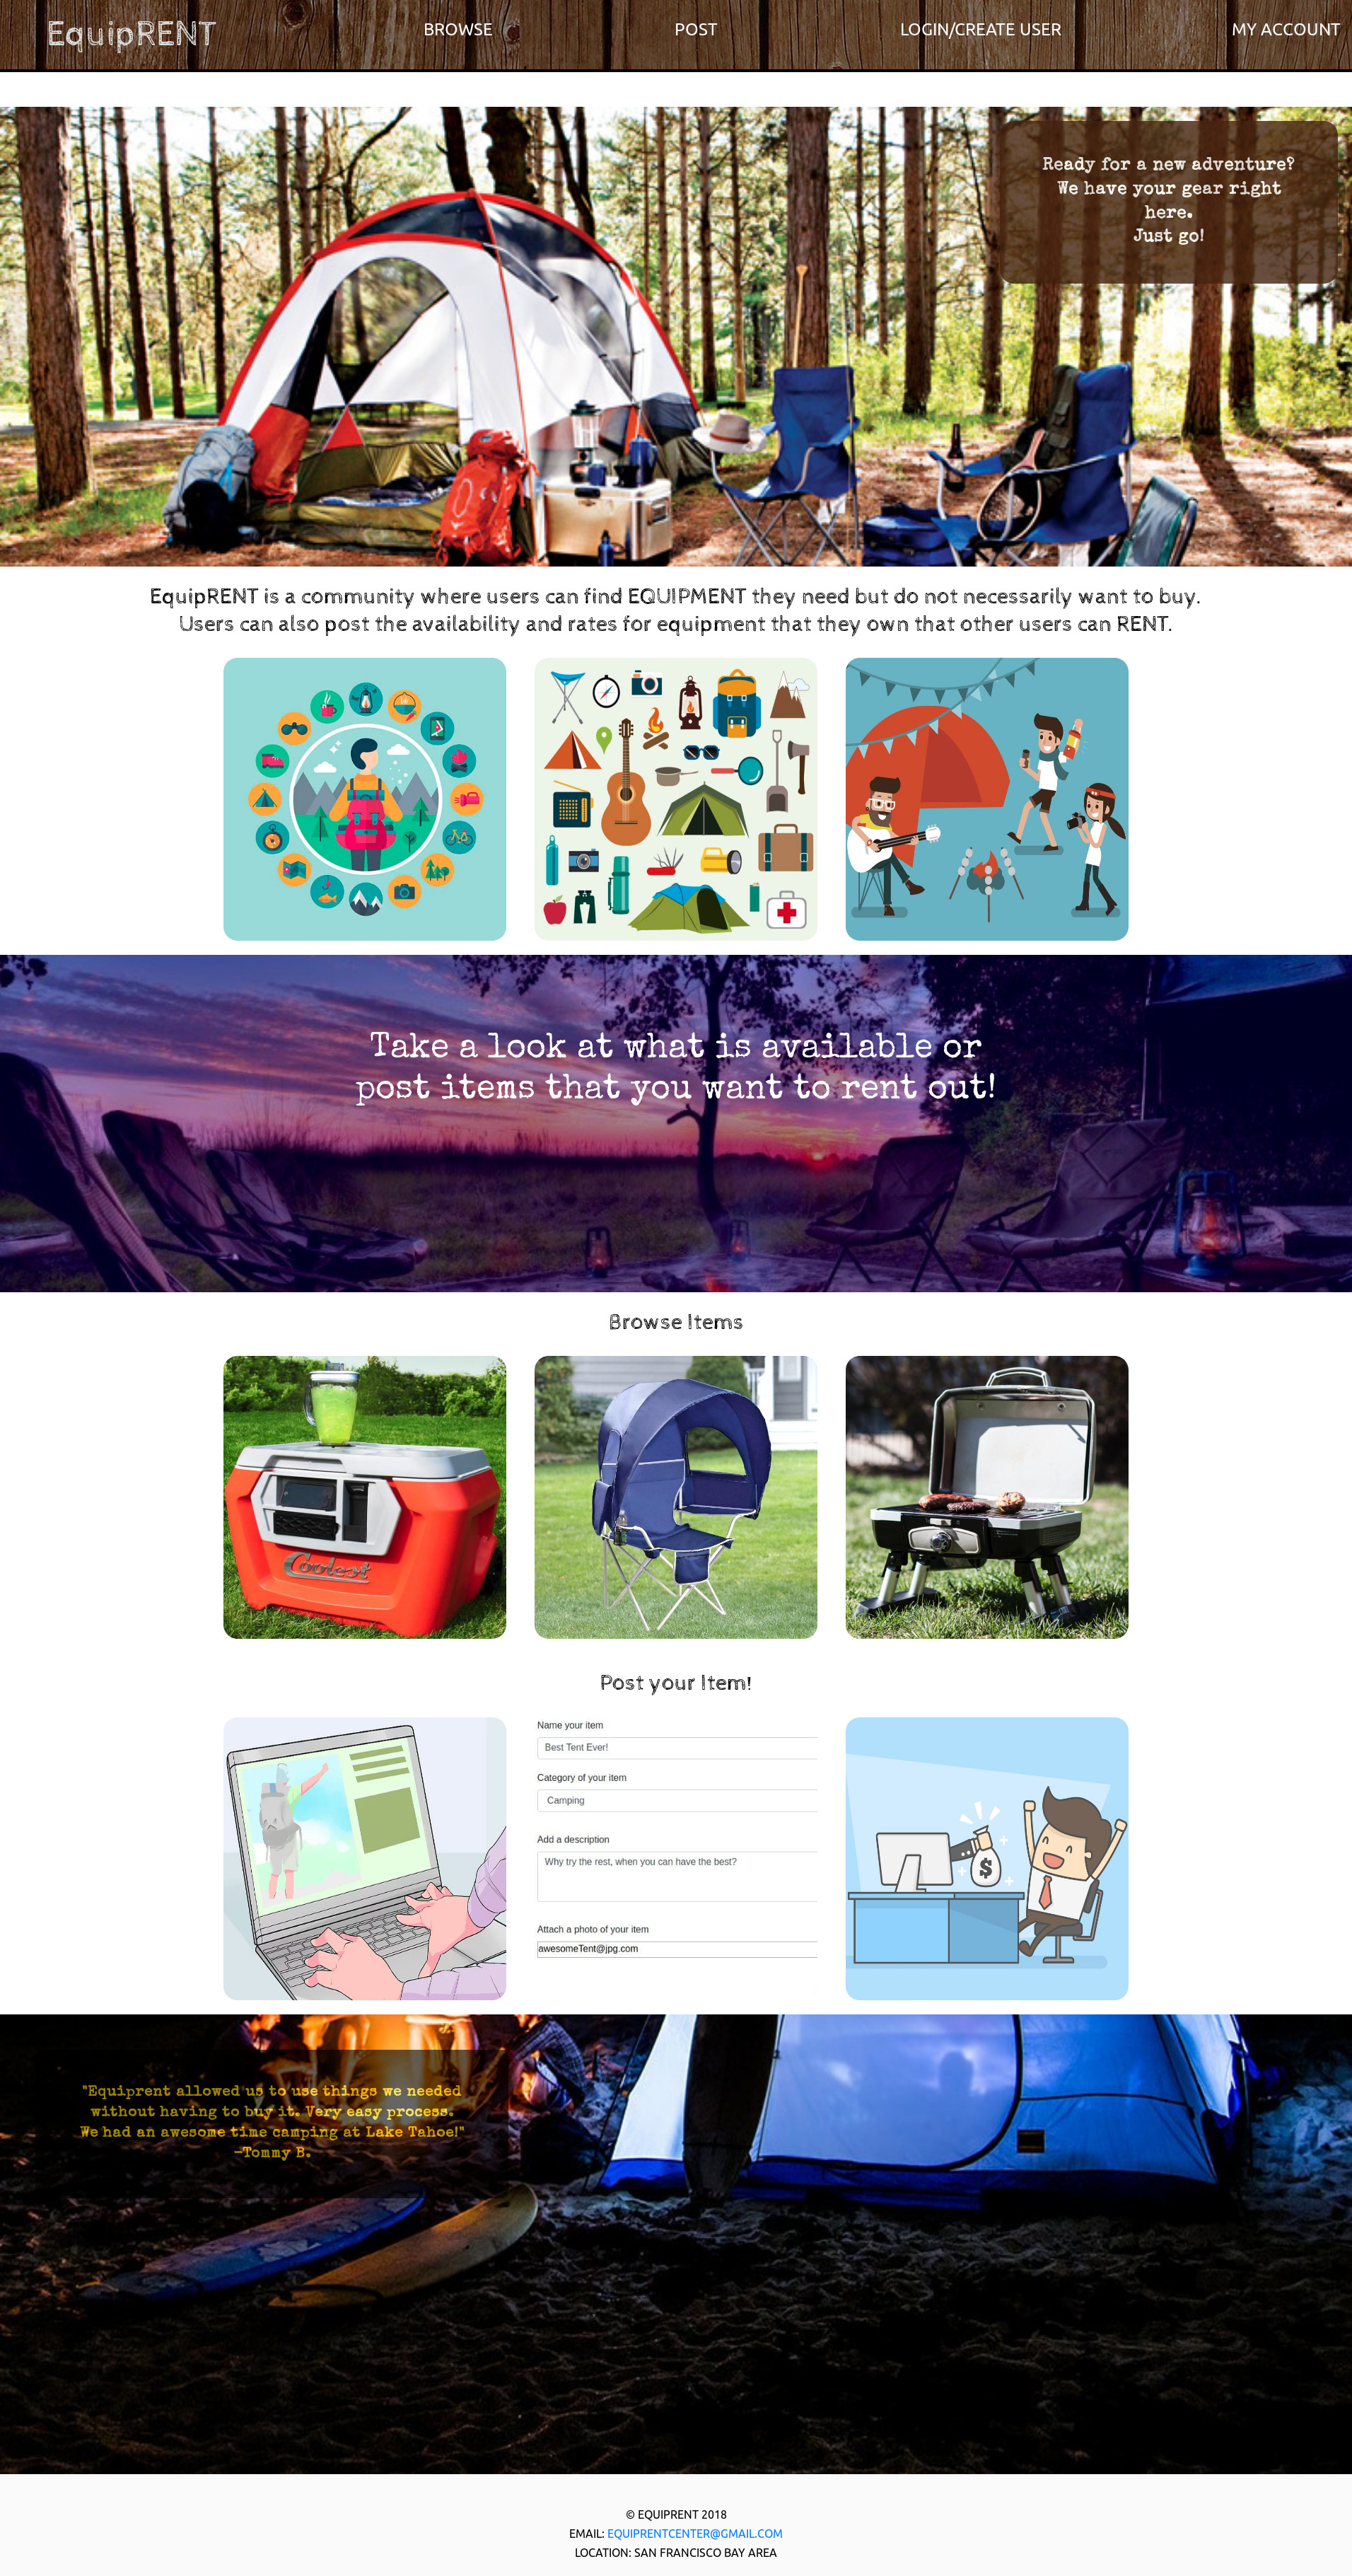 EquipRENT
BROWSE
POST
LOGIN/CREATE USER
MY ACCOUNT
Ready for a new adventure?
We have your gear right
here.
Just go!
EquipRENT is a community where users can find EQUIPMENT they need but do not necessarily want to buy.
Users can also post the availability and rates for equipment that they own that other users can RENT.
Take a look at what is available or
post items that you want to rent out!
Browse Items
Coolest
Post your Item!
Name your item
Best Tent Ever!
Category of your item
Camping
Add a description
Why try the rest, when you can have the best?
Attach a photo of your item
awesomeTent@jpg.com
$
"Equiprent allowed us to use things we needed
without having to buy it. Very easy process.
We had an awesome time camping at Lake Tahoe!"
-Tommy B.
© EQUIPRENT 2018
EMAIL: EQUIPRENTCENTER@GMAIL.COM
LOCATION: SAN FRANCISCO BAY AREA